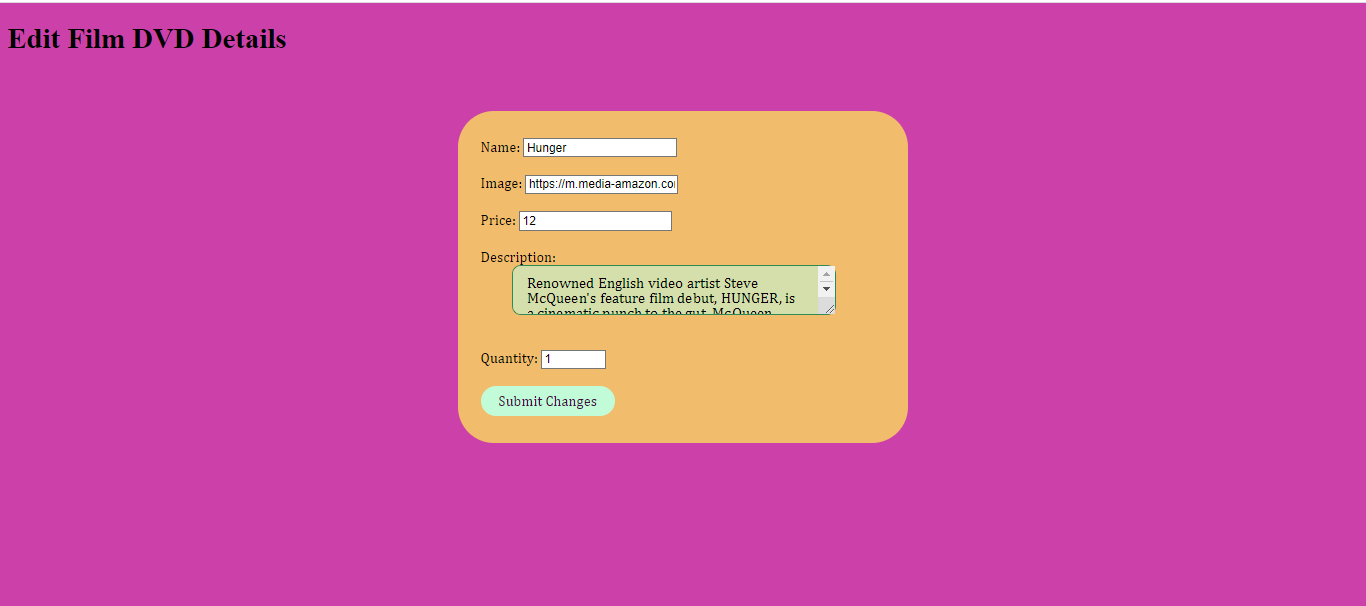 Edit Film DVD Details
Name: Hunger
Image: https://m.media-amazon.co
Price: 12
Description:
Renowned English video artist Steve
McQueen's feature film debut, HUNGER, is
a cinematic punch to the gut. McQueen
Quantity: 1
Submit Changes